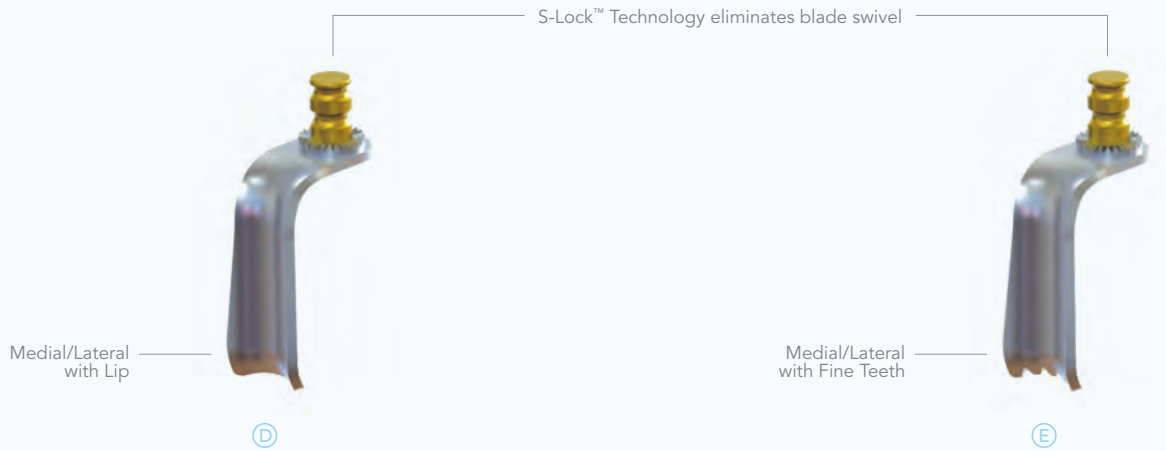 S-Lock™ Technology eliminates blade swivel
Medial/Lateral
with Lip
Medial/Lateral
with Fine Teeth
D
E